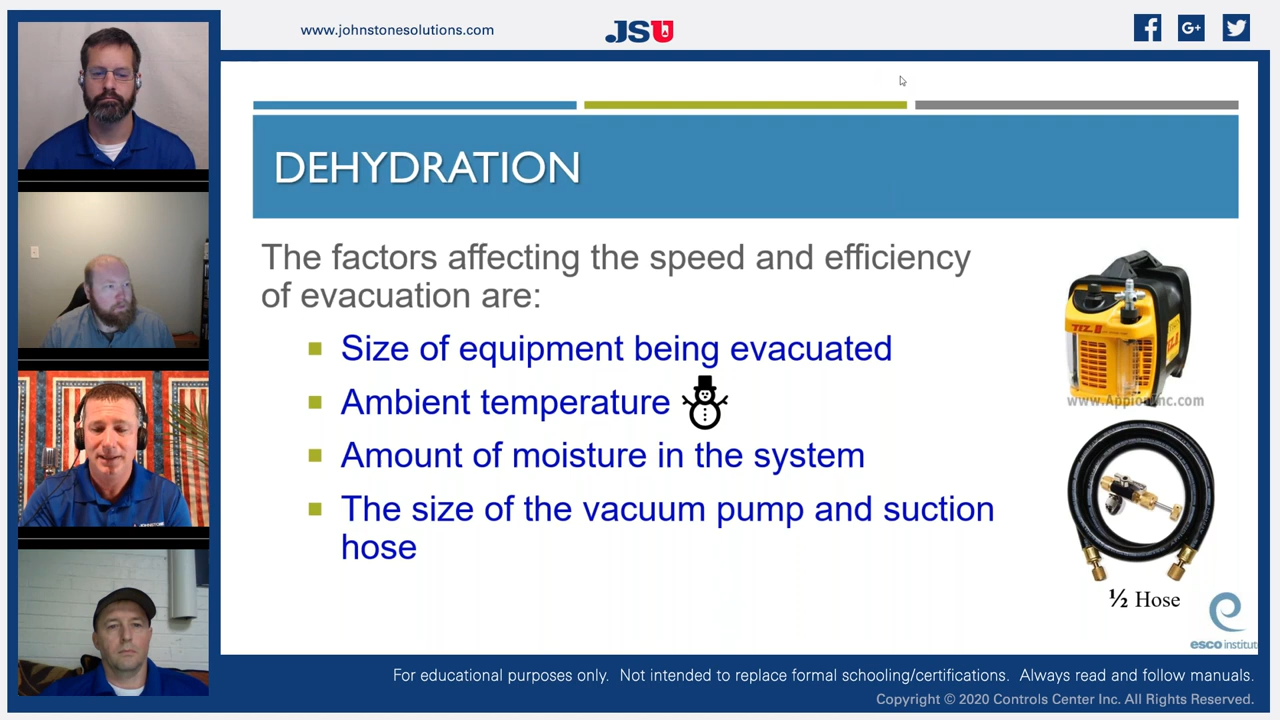 www.johnstonesolutions.com
JSU
G+
DEHYDRATION
The factors affecting the speed and efficiency
of evacuation are:
Size of equipment being evacuated
Ambient temperature
Amount of moisture in the system
The size of the vacuum pump and suction
hose
TEZ 8
www.Appioninc.com
½ Hose
esco institut
For educational purposes only. Not intended to replace formal schooling/certifications. Always read and follow manuals.
Copyright © 2020 Controls Center Inc. All Rights Reserved.